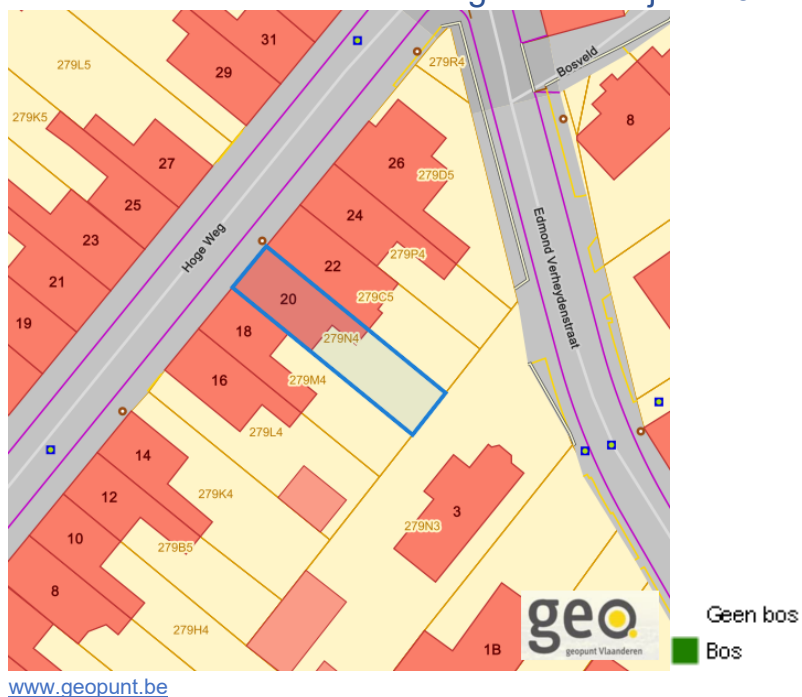 31
279L5
29
279R4
Bosveld
279K5
8
27
26
279D5
25
24
Hoge Weg
23
22
279P4
Edmond Verheydenstraat
21
20
279C5
19
18
279N4
16
279M4
279L4
14
12
279K4
3
279N3
10
279B5
8
279H4
1B
geo
geopunt Vlaanderen
Geen bos
Bos
www.geopunt.be